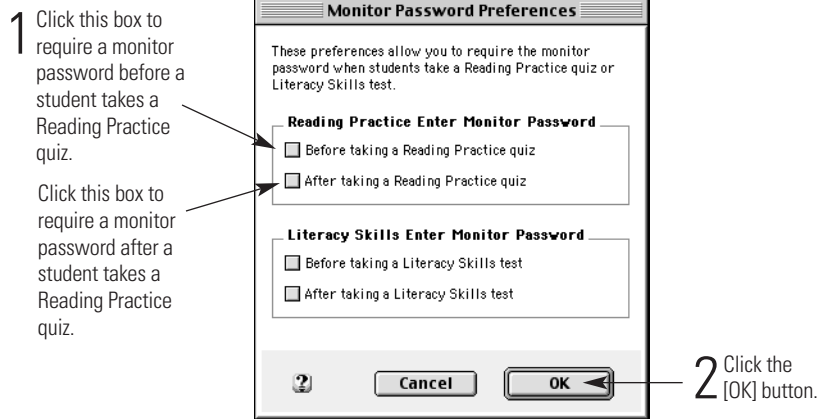 1 Click this box to
require a monitor
password before a
student takes a
Reading Practice
quiz.
Click this box to
require a monitor
password after a
student takes a
Reading Practice
quiz.
Monitor Password Preferences
These preferences allow you to require the monitor
password when students take a Reading Practice quiz or
Literacy Skills test.
Reading Practice Enter Monitor Password
Before taking a Reading Practice quiz
After taking a Reading Practice quiz
Literacy Skills Enter Monitor Password
Before taking a Literacy Skills test
After taking a Literacy Skills test
? Cancel OK
2 Click the
[OK] button.